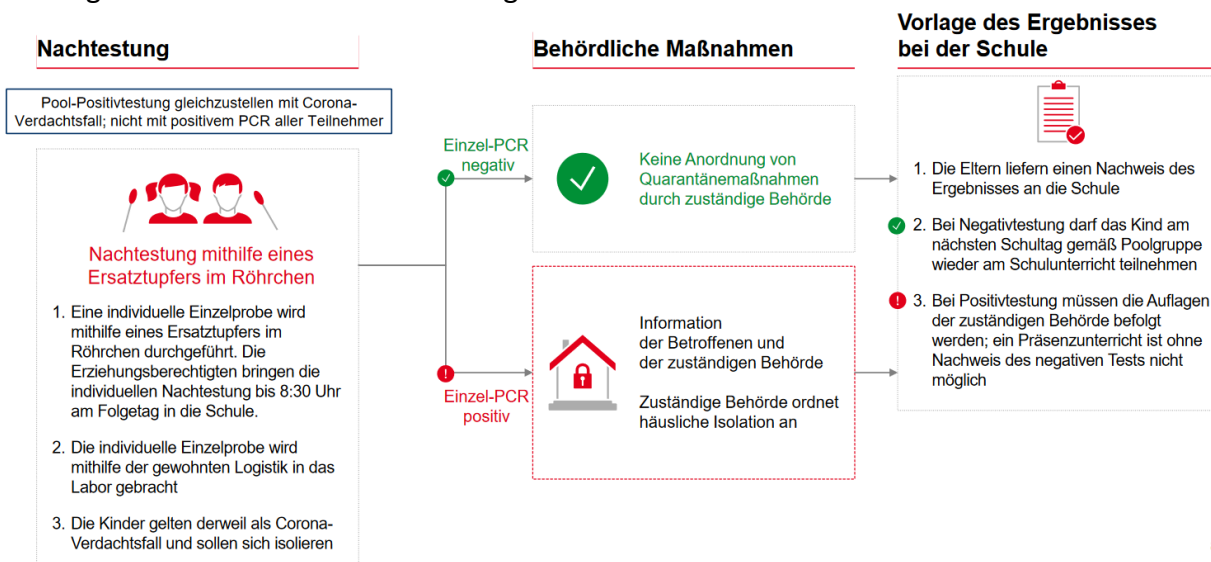 Nachtestung
Pool-Positivtestung gleichzustellen mit Corona-
Verdachtsfall; nicht mit positivem PCR aller Teilnehmer
Nachtestung mithilfe eines
Ersatztupfers im Röhrchen
1. Eine individuelle Einzelprobe wird
mithilfe eines Ersatztupfers im
Röhrchen durchgeführt. Die
Erziehungsberechtigten bringen die
individuellen Nachtestung bis 8:30 Uhr
am Folgetag in die Schule.
2. Die individuelle Einzelprobe wird
mithilfe der gewohnten Logistik in das
Labor gebracht
3. Die Kinder gelten derweil als Corona-
Verdachtsfall und sollen sich isolieren
Behördliche Maßnahmen
Einzel-PCR
negativ
Keine Anordnung von
Quarantänemaßnahmen
durch zuständige Behörde
Einzel-PCR
positiv
Information
der Betroffenen und
der zuständigen Behörde
Zuständige Behörde ordnet
häusliche Isolation an
Vorlage des Ergebnisses
bei der Schule
1. Die Eltern liefern einen Nachweis des
Ergebnisses an die Schule
2. Bei Negativtestung darf das Kind am
nächsten Schultag gemäß Poolgruppe
wieder am Schulunterricht teilnehmen
3. Bei Positivtestung müssen die Auflagen
der zuständigen Behörde befolgt
werden; ein Präsenzunterricht ist ohne
Nachweis des negativen Tests nicht
möglich